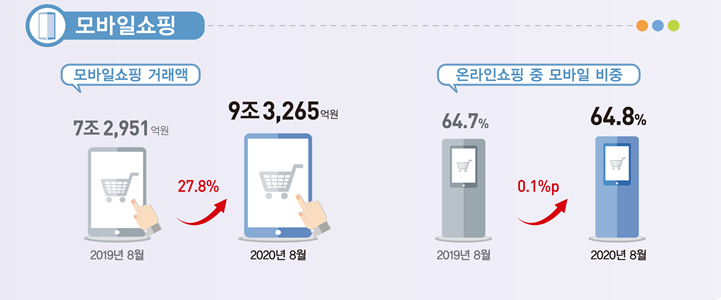 모바일쇼핑
모바일쇼핑 거래액
온라인쇼핑 중 모바일 비중
7조 2,951억원
9조 3,265억원
27.8%
2019년 8월
2020년 8월
64.7%
64.8%
0.1%p
2019년 8월
2020년 8월